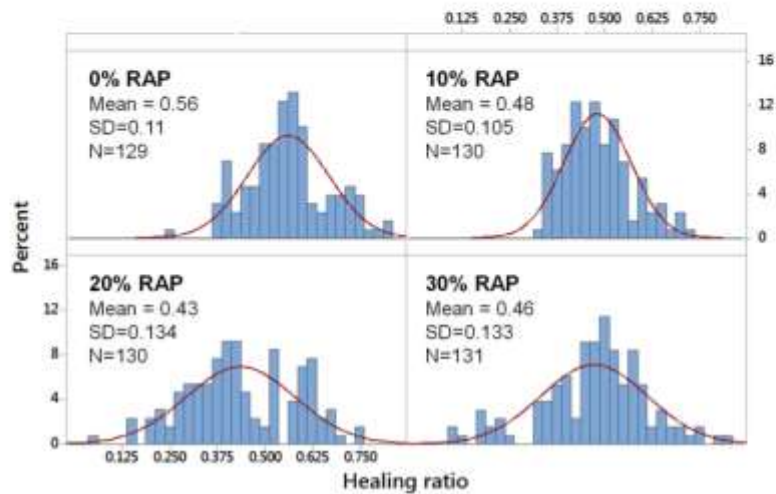 0.125 0.250 0.375 0.500 0.625 0.750
0% RAP
Mean = 0.56
SD=0.11
N=129
10% RAP
Mean = 0.48
SD=0.105
N=130
16
12
8
4
0
Percent
16
12
8
4
0
20% RAP
Mean = 0.43
SD=0.134
N=130
30% RAP
Mean = 0.46
SD=0.133
N=131
0.125 0.250 0.375 0.500 0.625 0.750
Healing ratio